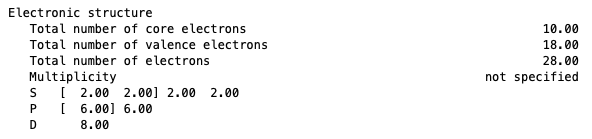 Electronic structure
Total number of core electrons 10.00
Total number of valence electrons 18.00
Total number of electrons 28.00
Multiplicity not specified
S [ 2.00 2.00] 2.00 2.00
P [ 6.00] 6.00
D 8.00